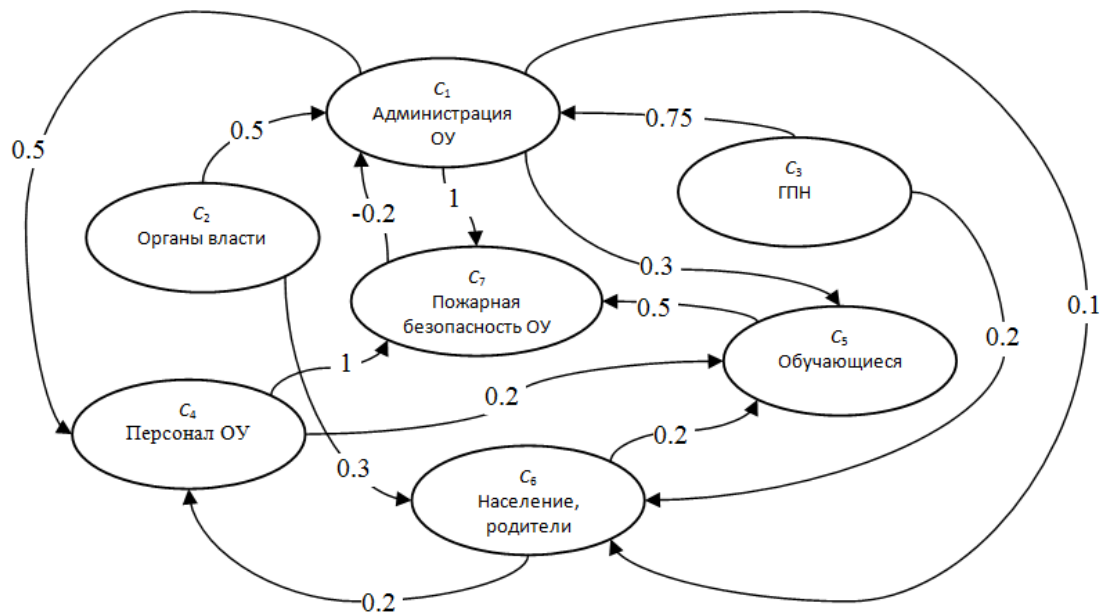 C₁
Администрация
ОУ
0.75
0.5
0.5
C₃
ГПН
1
-0.2
C₂
Органы власти
0.3
C₇
Пожарная
безопасность ОУ
0.5
0.1
0.2
C₅
Обучающиеся
1
0.2
C₄
Персонал ОУ
0.2
0.3
C₆
Население,
родители
0.2